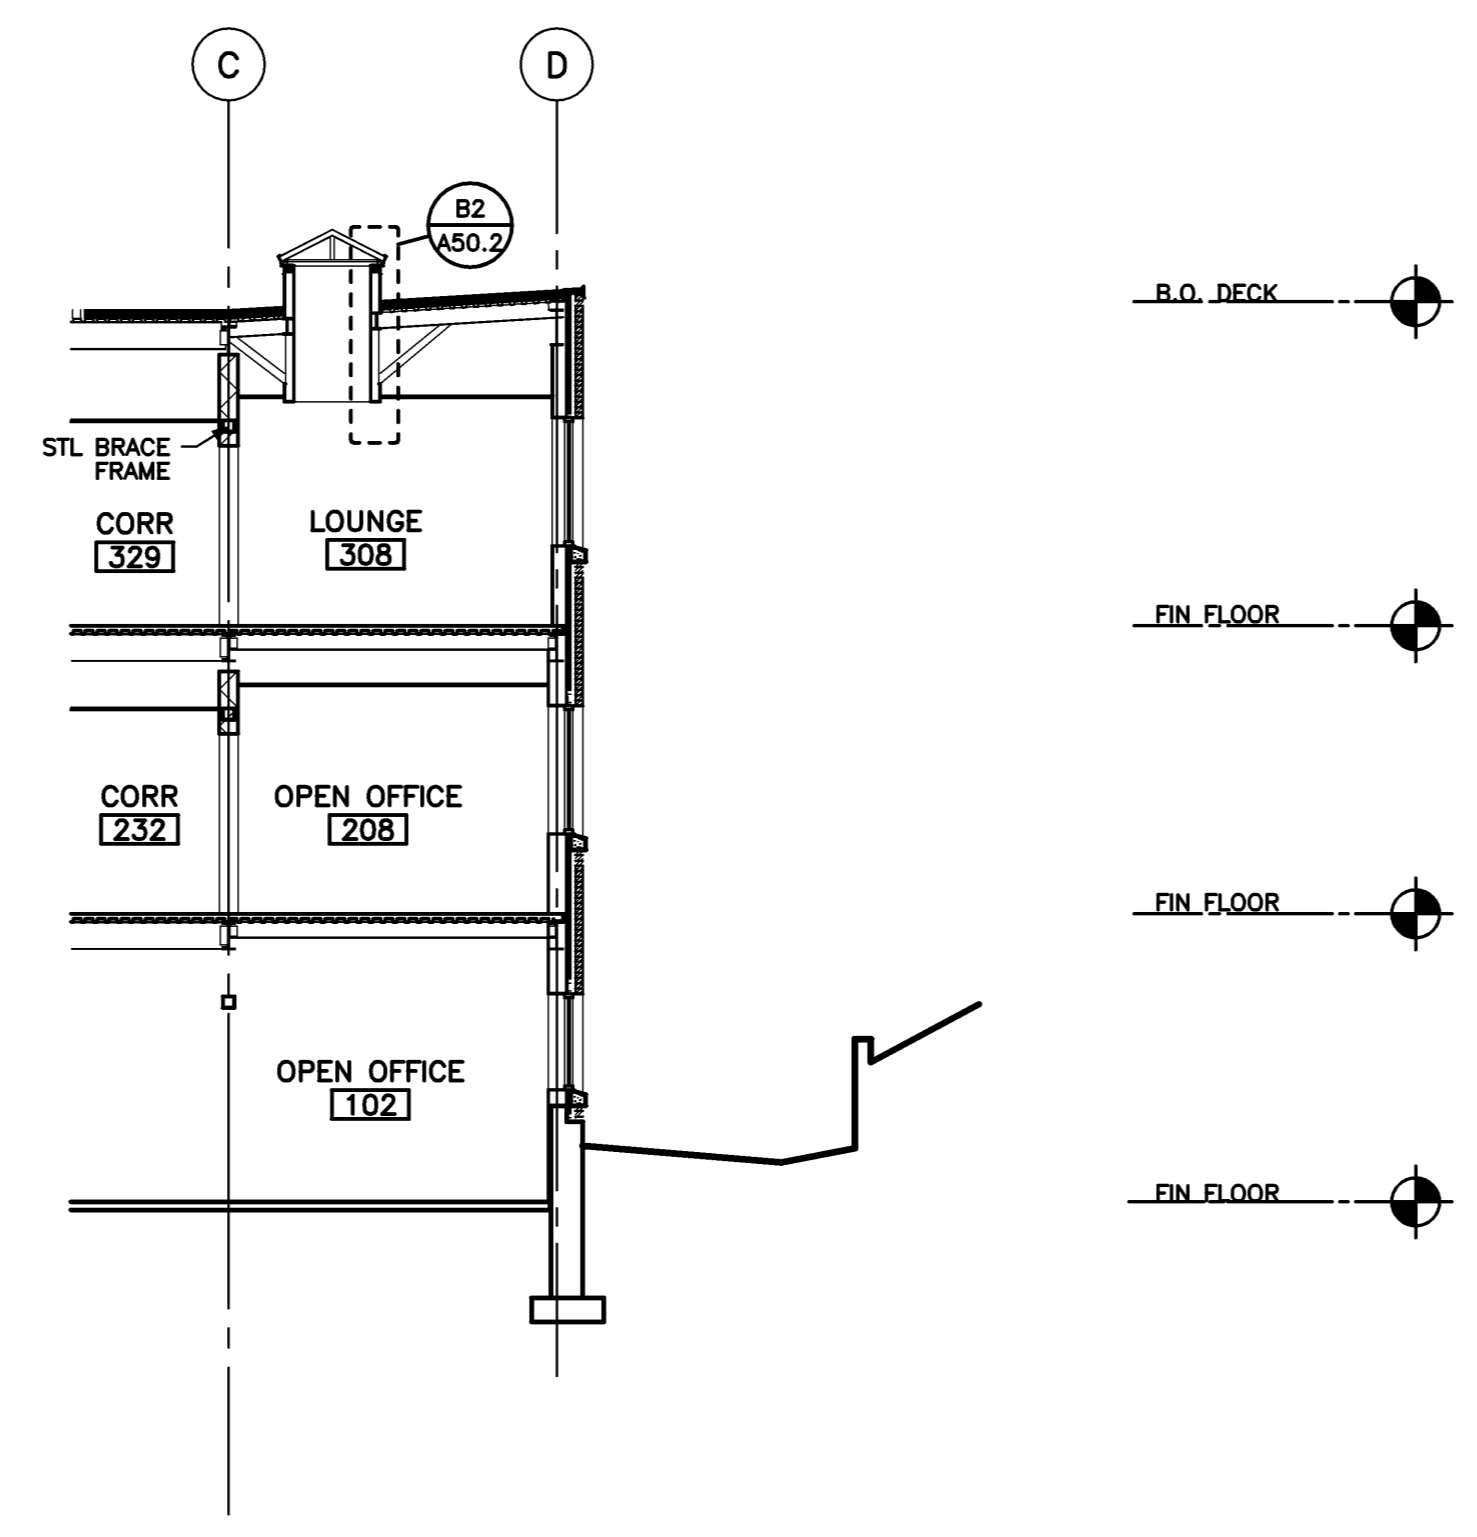 C
D
B2
A50.2
B.O. DECK
STL BRACE
FRAME
CORR
329
LOUNGE
308
FIN FLOOR
CORR
232
OPEN OFFICE
208
FIN FLOOR
OPEN OFFICE
102
FIN FLOOR